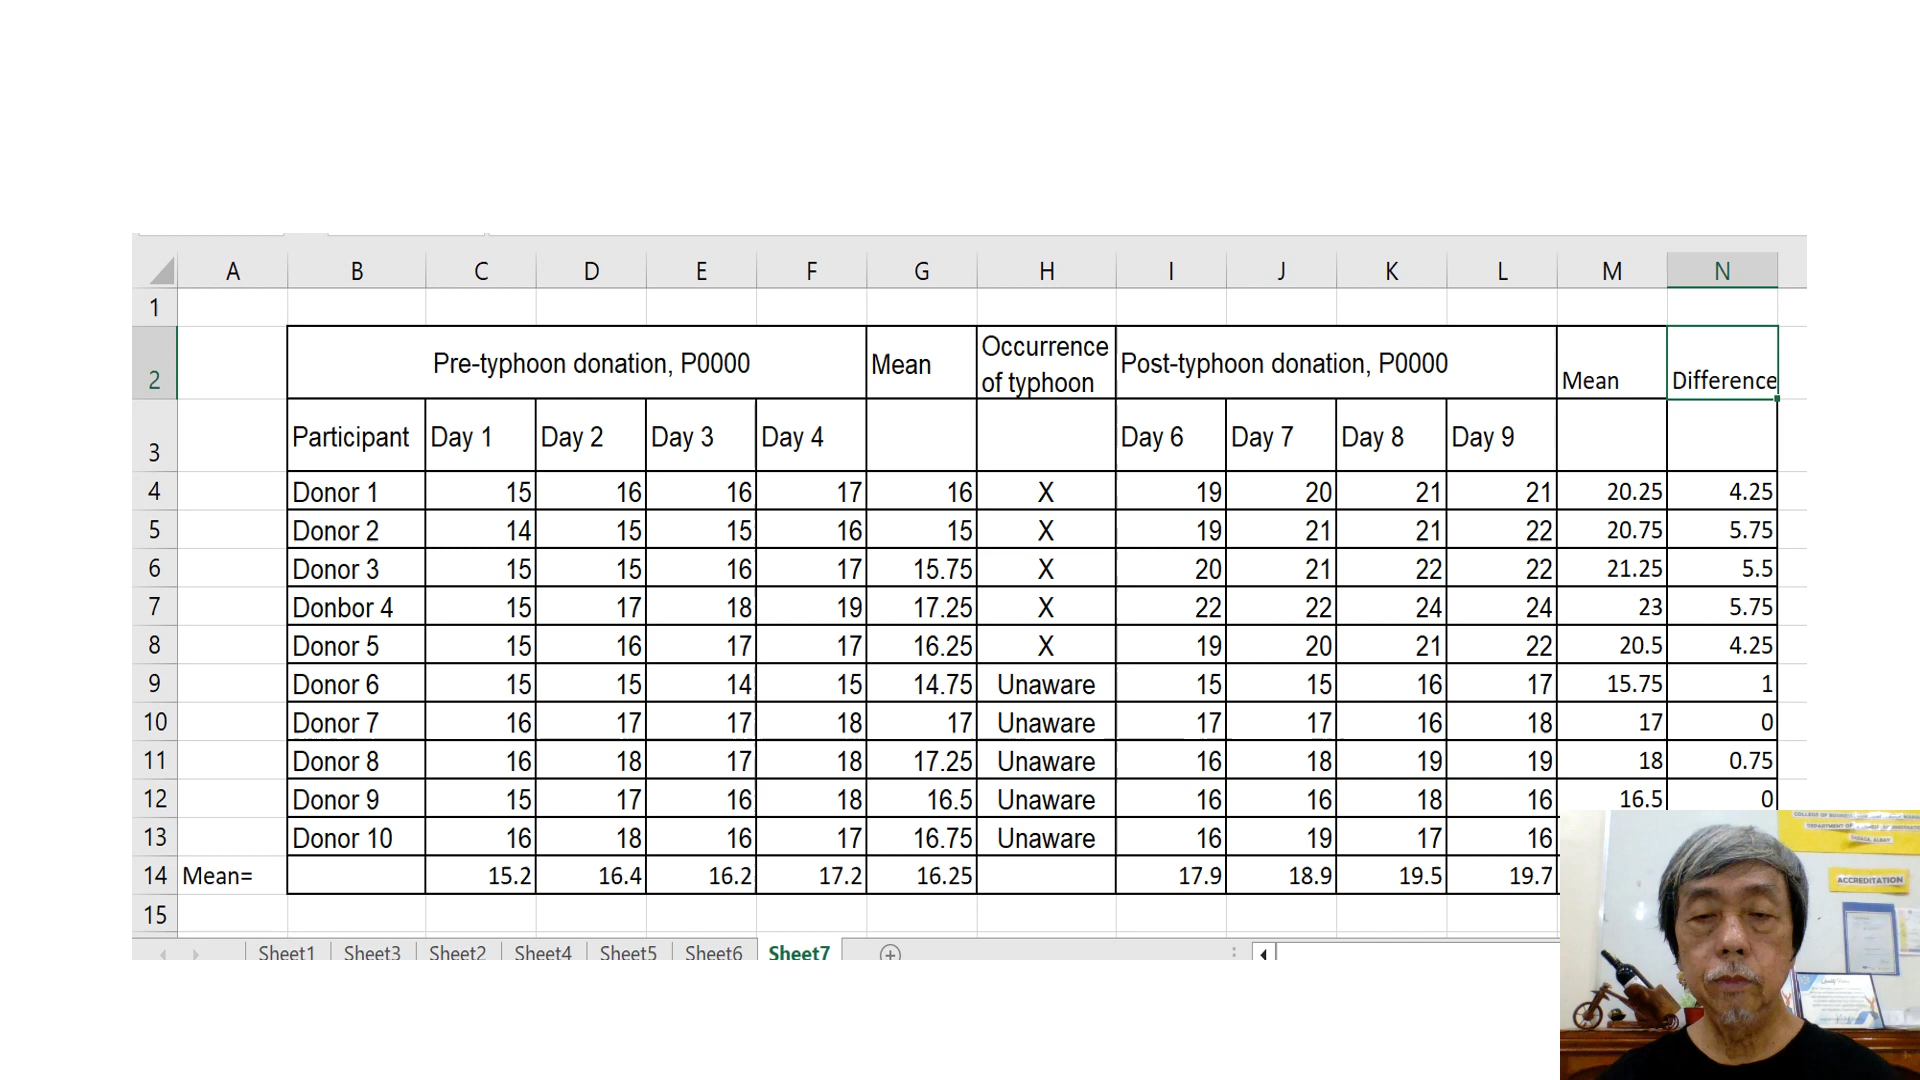 A B C D E F G H I J K L M N
1
2 Pre-typhoon donation, P0000 Mean Occurrence of typhoon Post-typhoon donation, P0000 Mean Difference
3 Participant Day 1 Day 2 Day 3 Day 4 Day 6 Day 7 Day 8 Day 9
4 Donor 1 15 16 16 17 16 X 19 20 21 21 20.25 4.25
5 Donor 2 14 15 15 16 15 X 19 21 21 22 20.75 5.75
6 Donor 3 15 15 16 17 15.75 X 20 21 22 22 21.25 5.5
7 Donbor 4 15 17 18 19 17.25 X 22 22 24 24 23 5.75
8 Donor 5 15 16 17 17 16.25 X 19 20 21 22 20.5 4.25
9 Donor 6 15 15 14 15 14.75 Unaware 15 15 16 17 15.75 1
10 Donor 7 16 17 17 18 17 Unaware 17 17 16 18 17 0
11 Donor 8 16 18 17 18 17.25 Unaware 16 18 19 19 18 0.75
12 Donor 9 15 17 16 18 16.5 Unaware 16 16 18 16 16.5 0
13 Donor 10 16 18 16 17 16.75 Unaware 16 19 17 16
14 Mean= 15.2 16.4 16.2 17.2 16.25 17.9 18.9 19.5 19.7
15
Sheet1 Sheet3 Sheet2 Sheet4 Sheet5 Sheet6 Sheet7
ACCREDITATION